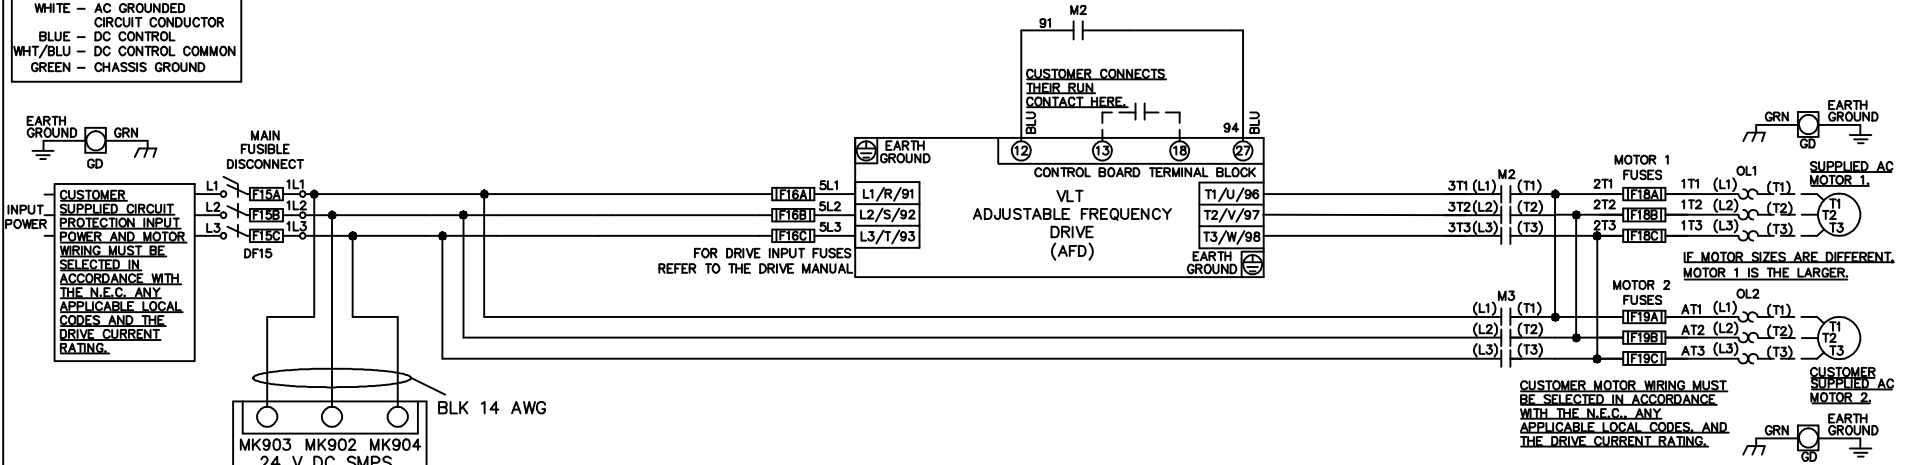 WHITE – AC GROUNDED
CIRCUIT CONDUCTOR
BLUE – DC CONTROL
WHT/BLU – DC CONTROL COMMON
GREEN – CHASSIS GROUND
EARTH
GROUND
GRN
GD
MAIN
FUSIBLE
DISCONNECT
INPUT
POWER
CUSTOMER
SUPPLIED CIRCUIT
PROTECTION INPUT
POWER AND MOTOR
WIRING MUST BE
SELECTED IN
ACCORDANCE WITH
THE N.E.C. ANY
APPLICABLE LOCAL
CODES AND THE
DRIVE CURRENT
RATING.
L1 F15A 1L1
L2 F15B 1L2
L3 F15C 1L3
DF15
BLK 14 AWG
MK903 MK902 MK904
24 V DC SMPS
F16A 5L1
F16B 5L2
F16C 5L3
FOR DRIVE INPUT FUSES
REFER TO THE DRIVE MANUAL
M2
91
CUSTOMER CONNECTS
THEIR RUN
CONTACT HERE.
BLU
94 BLU
12 13 18 27
CONTROL BOARD TERMINAL BLOCK
EARTH
GROUND
L1/R/91
L2/S/92
L3/T/93
VLT
ADJUSTABLE FREQUENCY
DRIVE
(AFD)
T1/U/96
T2/V/97
T3/W/98
EARTH
GROUND
M2
3T1 (L1) (T1)
3T2(L2) (T2)
3T3(L3) (T3)
M3
(L1) (T1)
(L2) (T2)
(L3) (T3)
MOTOR 1
FUSES
2T1 F18A 1T1 (L1) OL1 (T1)
2T2 F18B 1T2 (L2) (T2)
2T3 F18C 1T3 (L3) (T3)
GRN
GD
EARTH
GROUND
SUPPLIED AC
MOTOR 1.
T1
T2
T3
IF MOTOR SIZES ARE DIFFERENT,
MOTOR 1 IS THE LARGER.
MOTOR 2
FUSES
F19A AT1 (L1) OL2 (T1)
F19B AT2 (L2) (T2)
F19C AT3 (L3) (T3)
T1
T2
T3
CUSTOMER
SUPPLIED AC
MOTOR 2.
CUSTOMER MOTOR WIRING MUST
BE SELECTED IN ACCORDANCE
WITH THE N.E.C., ANY
APPLICABLE LOCAL CODES, AND
THE DRIVE CURRENT RATING.
GRN
GD
EARTH
GROUND